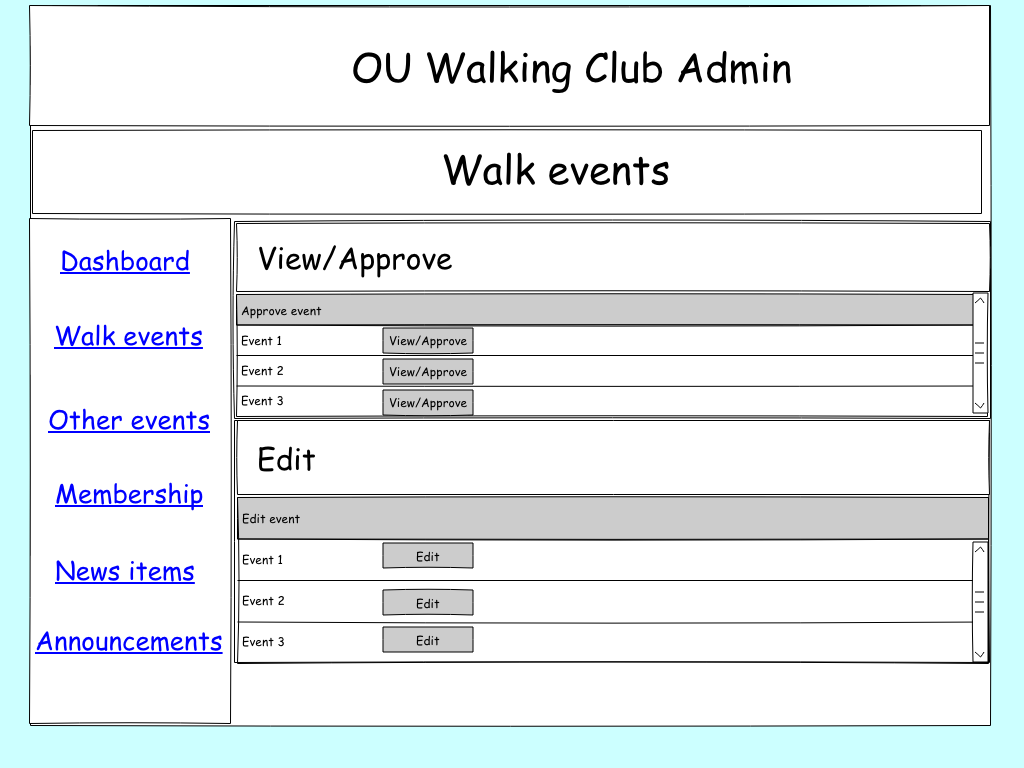 OU Walking Club Admin
Walk events
Dashboard
Walk events
Other events
Membership
News items
Announcements
View/Approve
Approve event
Event 1 View/Approve
Event 2 View/Approve
Event 3 View/Approve
Edit
Edit event
Event 1 Edit
Event 2 Edit
Event 3 Edit